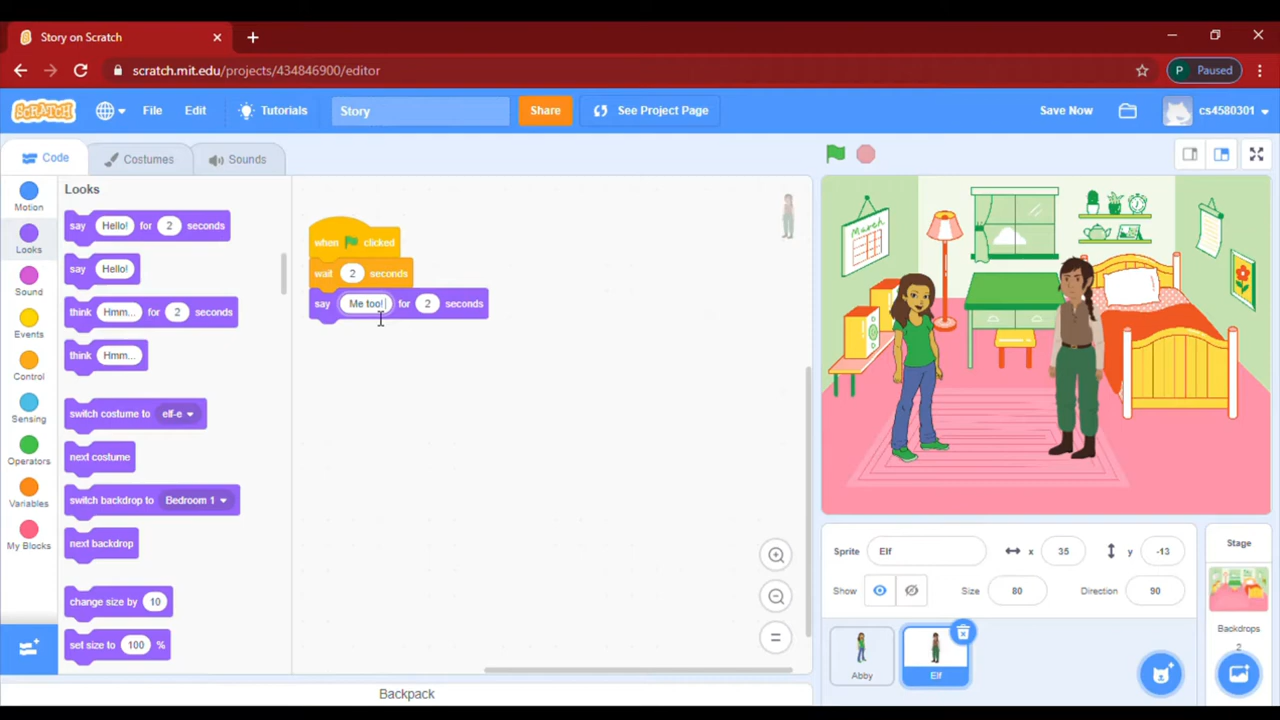 Story on Scratch
scratch.mit.edu/projects/434846900/editor
P Paused
SCRATCH
File
Edit
Tutorials
Story
Share
See Project Page
Save Now
cs4580301
Code
Costumes
Sounds
Motion
Looks
Sound
Events
Control
Sensing
Operators
Variables
My Blocks
Looks
say Hello! for 2 seconds
say Hello!
think Hmm... for 2 seconds
think Hmm...
switch costume to elf-e
next costume
switch backdrop to Bedroom 1
next backdrop
change size by 10
set size to 100 %
when clicked
wait 2 seconds
say Me too! for 2 seconds
March
Sprite Elf x 35 y -13
Show Size 80 Direction 90
Abby
Elf
Stage
Backdrops
2
Backpack